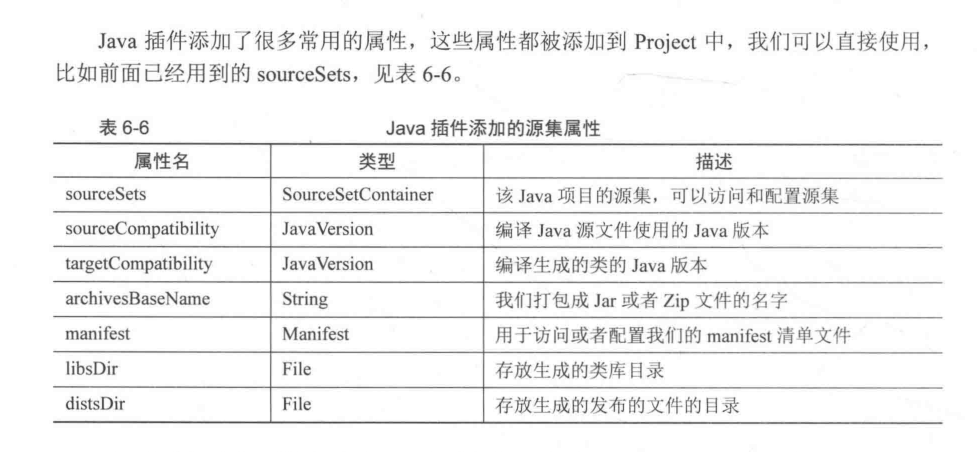 Java 插件添加了很多常用的属性，这些属性都被添加到 Project 中，我们可以直接使用，
比如前面已经用到的 sourceSets，见表 6-6。
表 6-6 Java 插件添加的源集属性
属性名 类型 描述
sourceSets SourceSetContainer 该 Java 项目的源集，可以访问和配置源集
sourceCompatibility JavaVersion 编译 Java 源文件使用的 Java 版本
targetCompatibility JavaVersion 编译生成的类的 Java 版本
archivesBaseName String 我们打包成 Jar 或者 Zip 文件的名字
manifest Manifest 用于访问或者配置我们的 manifest 清单文件
libsDir File 存放生成的类库目录
distsDir File 存放生成的发布的文件的目录